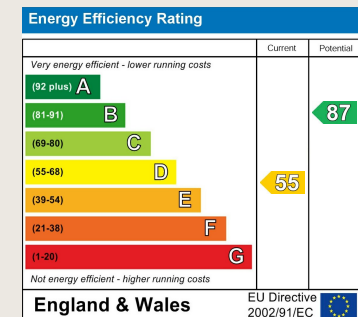 Energy Efficiency Rating
Current Potential
Very energy efficient - lower running costs
(92 plus) A
(81-91) B
87
(69-80) C
(55-68) D
55
(39-54) E
(21-38) F
(1-20) G
Not energy efficient - higher running costs
England & Wales
EU Directive
2002/91/EC